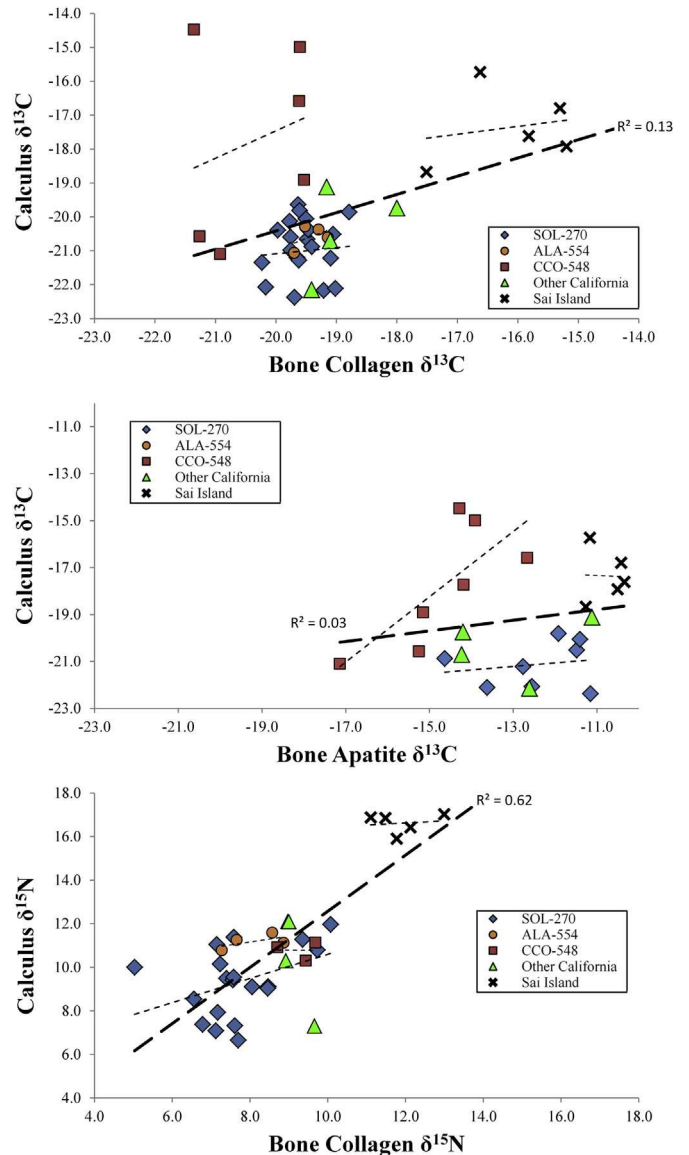 -14.0
-15.0
-16.0
-17.0
-18.0
-19.0
-20.0
-21.0
-22.0
-23.0
Calculus δ¹³C
R² = 0.13
SOL-270
ALA-554
CCO-548
Other California
Sai Island
-23.0 -22.0 -21.0 -20.0 -19.0 -18.0 -17.0 -16.0 -15.0 -14.0
Bone Collagen δ¹³C
-11.0
-13.0
-15.0
-17.0
-19.0
-21.0
-23.0
Calculus δ¹³C
SOL-270
ALA-554
CCO-548
Other California
Sai Island
R² = 0.03
-23.0 -21.0 -19.0 -17.0 -15.0 -13.0 -11.0
Bone Apatite δ¹³C
18.0
16.0
14.0
12.0
10.0
8.0
6.0
4.0
Calculus δ¹⁵N
R² = 0.62
SOL-270
ALA-554
CCO-548
Other California
Sai Island
4.0 6.0 8.0 10.0 12.0 14.0 16.0 18.0
Bone Collagen δ¹⁵N